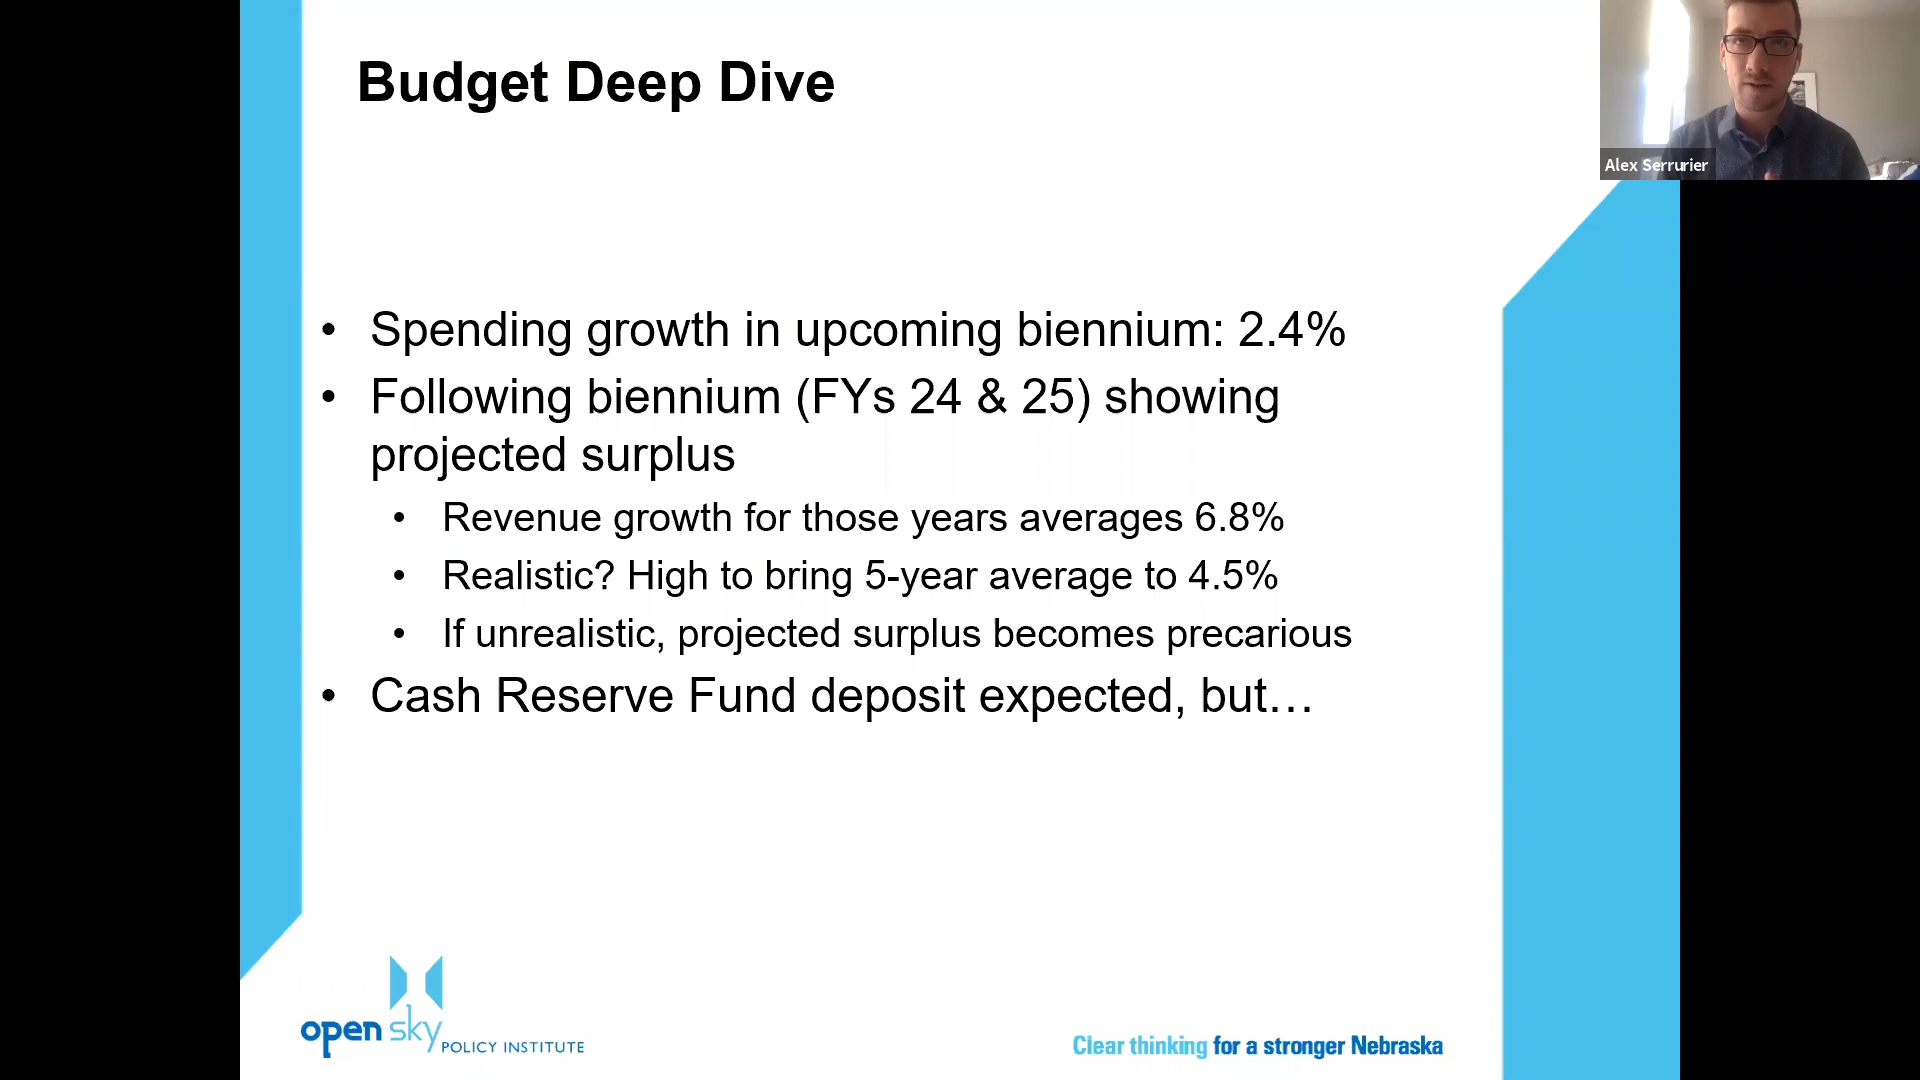 Budget Deep Dive
Alex Serrurier
• Spending growth in upcoming biennium: 2.4%
• Following biennium (FYs 24 & 25) showing
projected surplus
• Revenue growth for those years averages 6.8%
• Realistic? High to bring 5-year average to 4.5%
• If unrealistic, projected surplus becomes precarious
• Cash Reserve Fund deposit expected, but…
open sky
POLICY INSTITUTE
Clear thinking for a stronger Nebraska